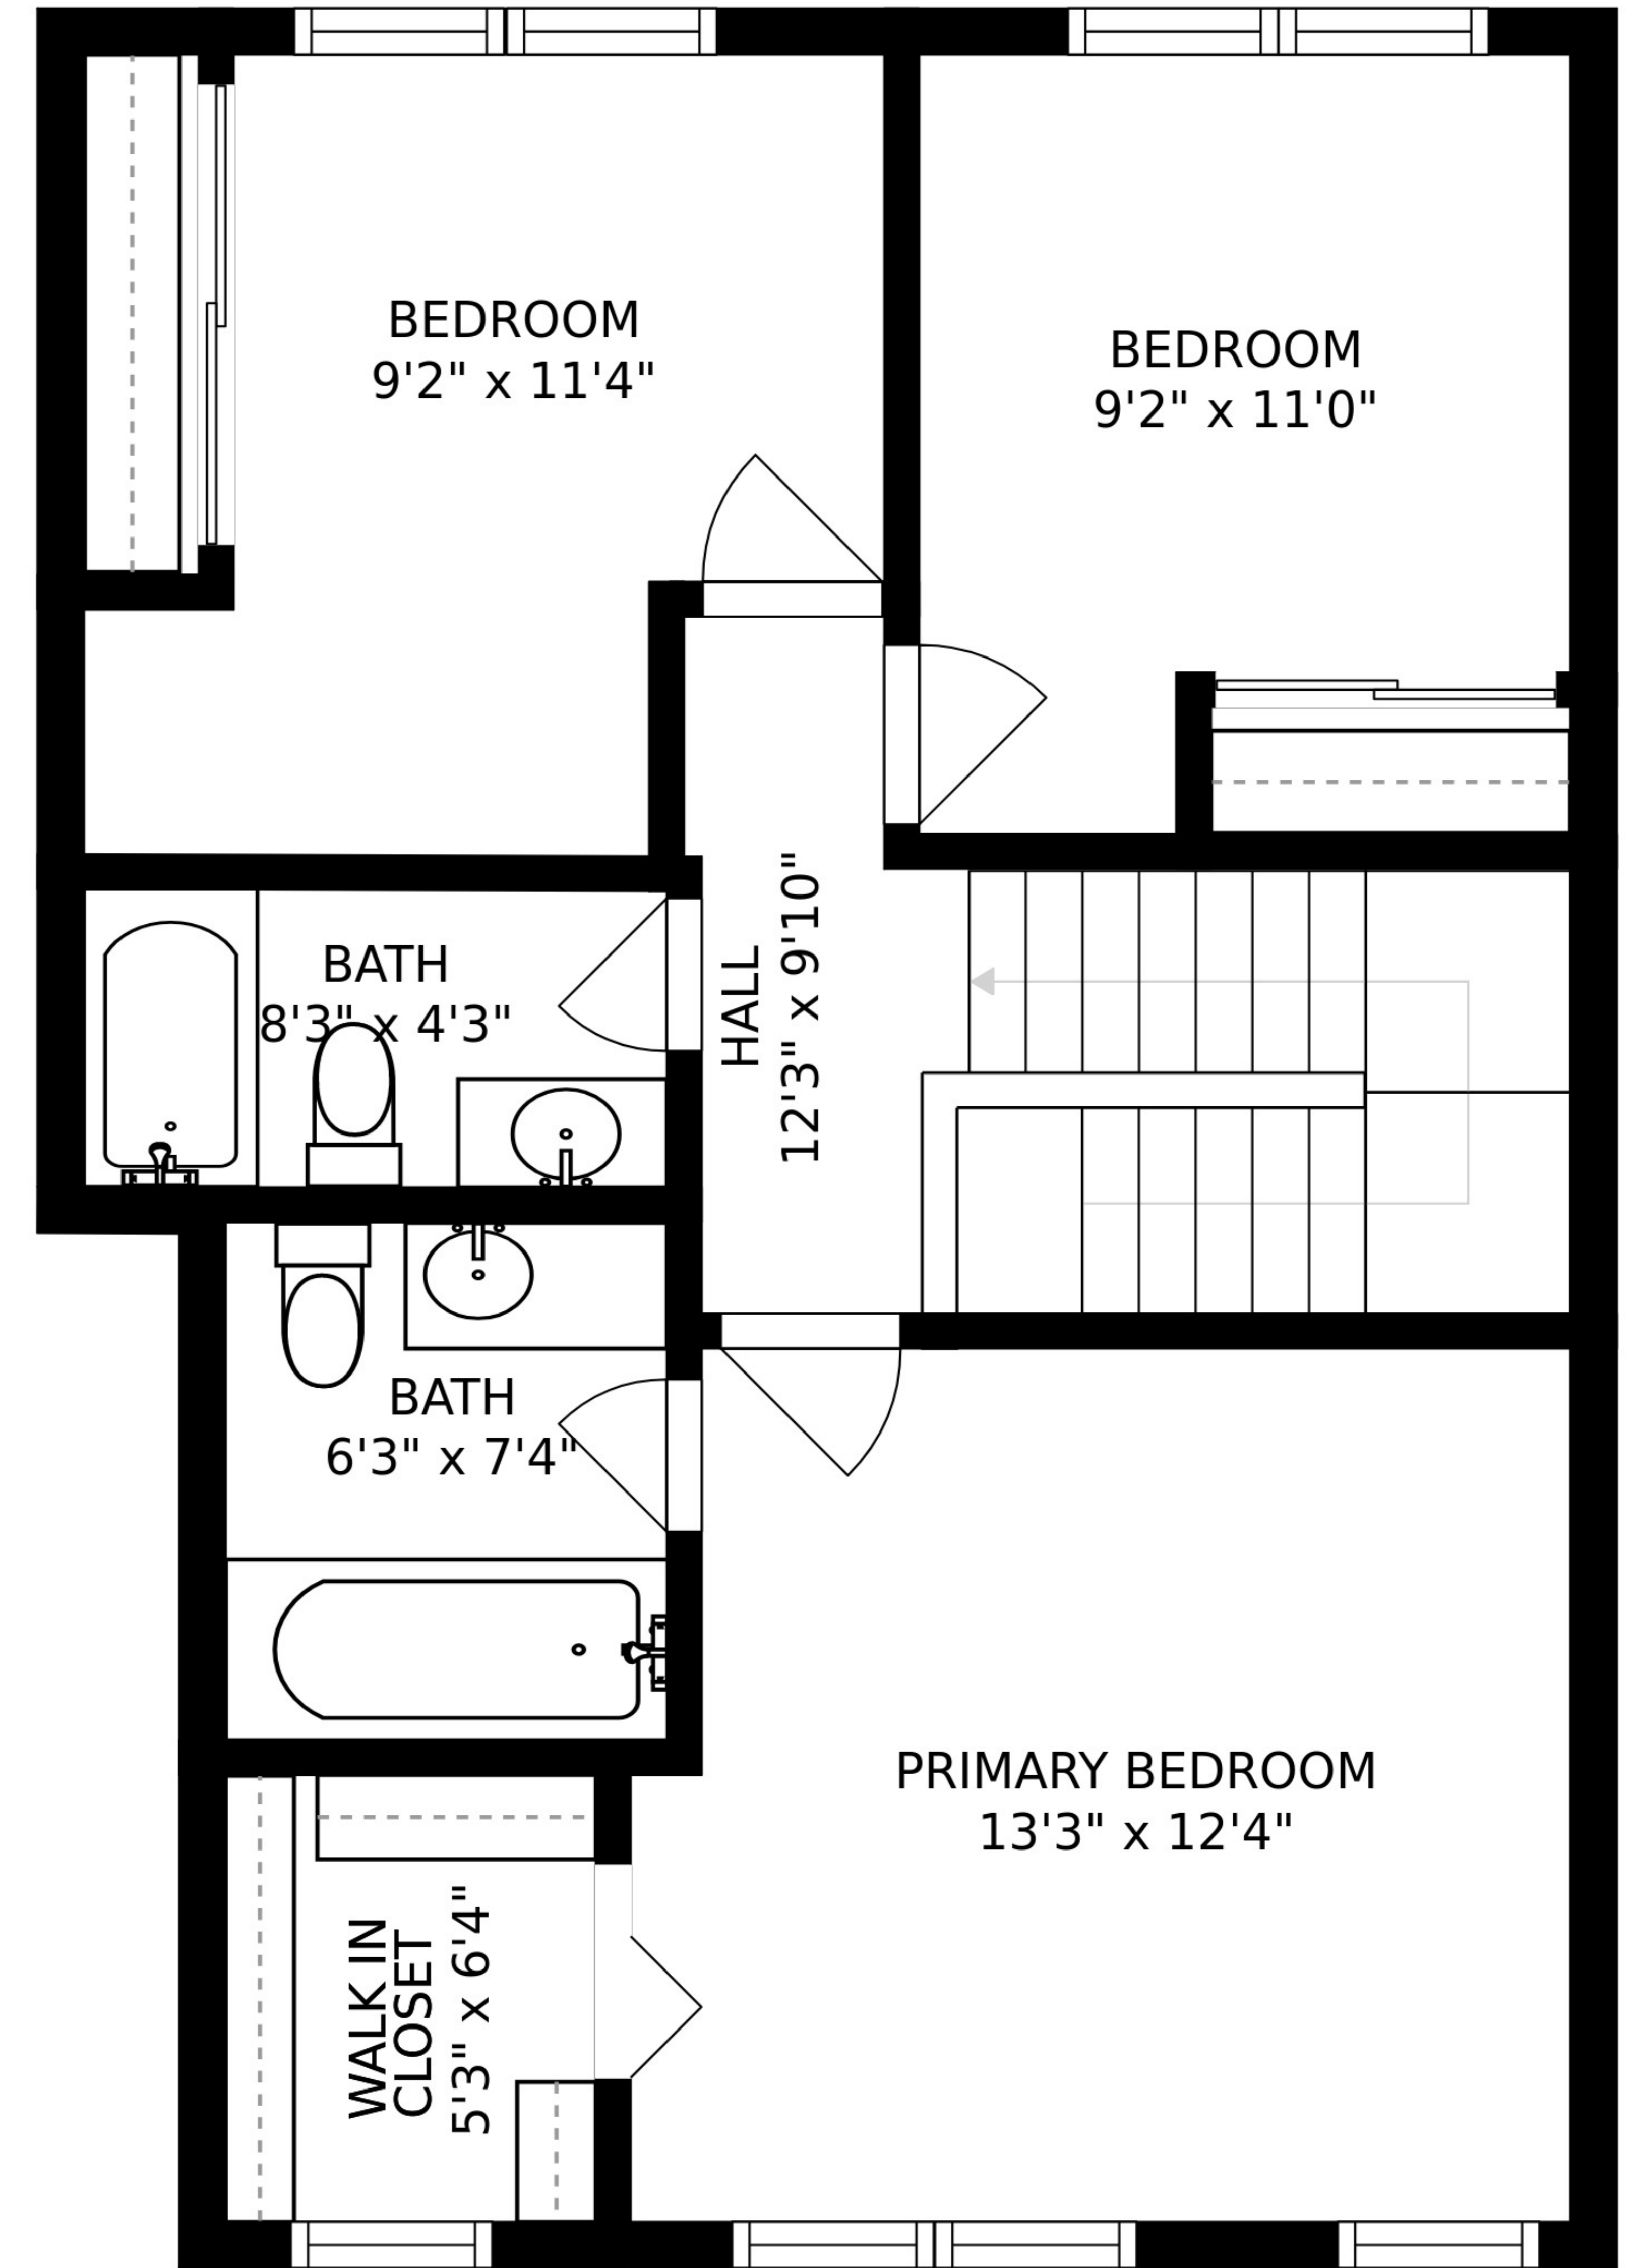 BEDROOM
9'2" x 11'4"
BEDROOM
9'2" x 11'0"
BATH
8'3" x 4'3"
HALL
12'3" x 9'10"
BATH
6'3" x 7'4"
PRIMARY BEDROOM
13'3" x 12'4"
WALK IN
CLOSET
5'3" x 6'4"